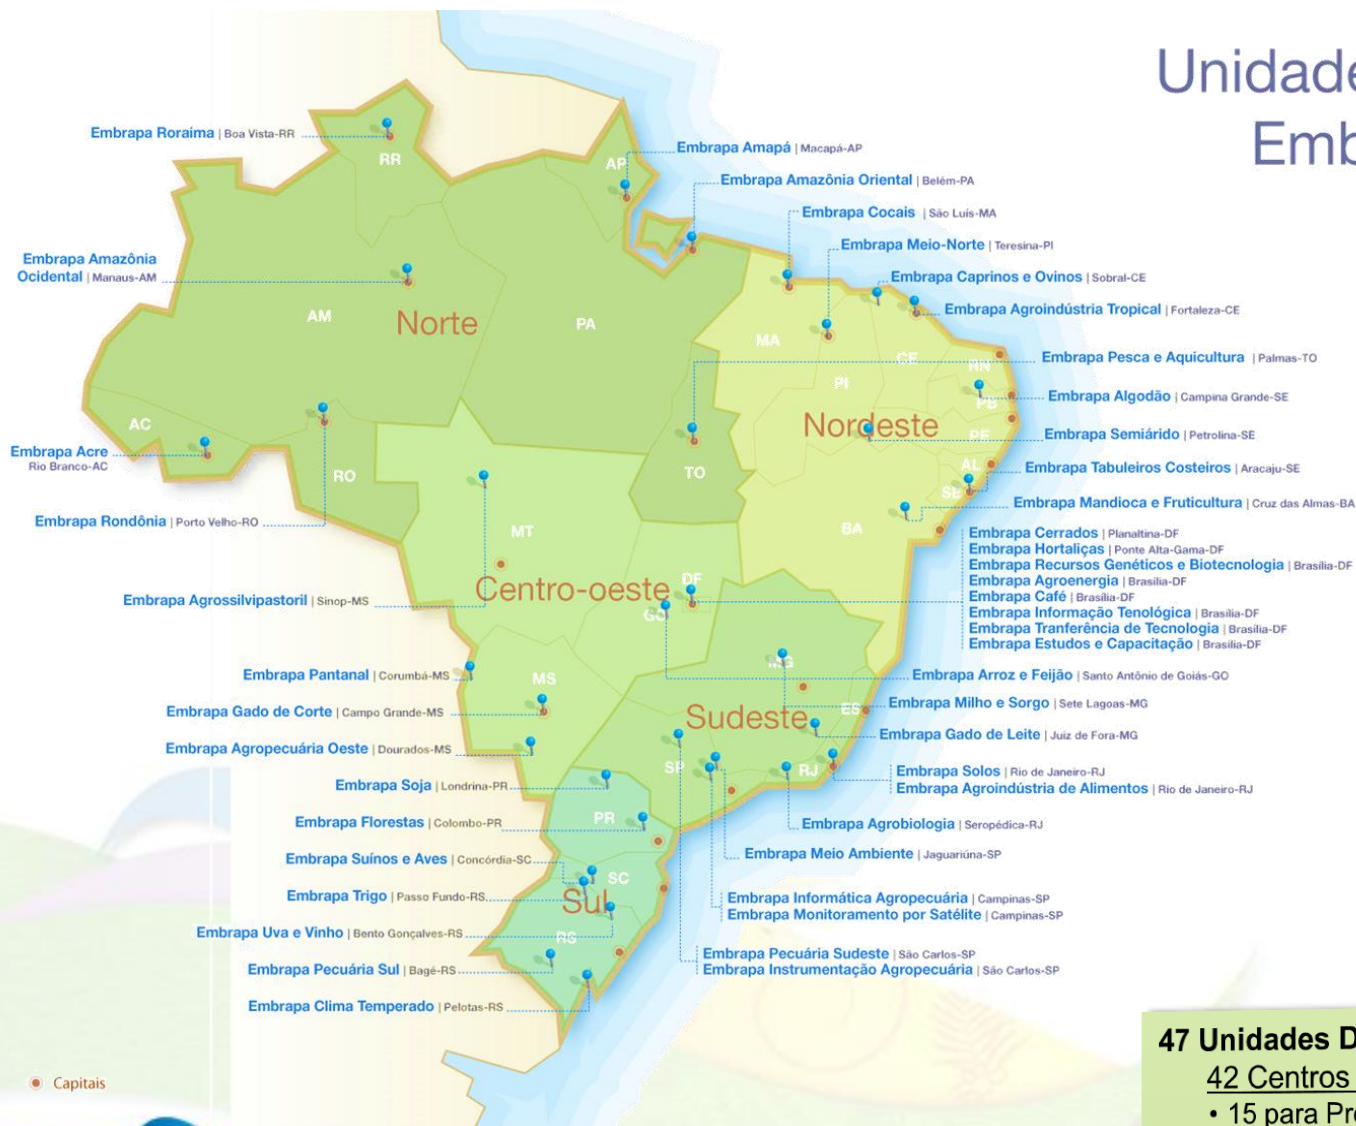 Unidade
Emb
Embrapa Roraima | Boa Vista-RR
Embrapa Amapá | Macapá-AP
Embrapa Amazônia Oriental | Belém-PA
Embrapa Cocais | São Luís-MA
Embrapa Meio-Norte | Teresina-PI
Embrapa Amazônia
Ocidental | Manaus-AM
Embrapa Caprinos e Ovinos | Sobral-CE
Embrapa Agroindústria Tropical | Fortaleza-CE
Embrapa Pesca e Aquicultura | Palmas-TO
Embrapa Algodão | Campina Grande-SE
Embrapa Semiárido | Petrolina-SE
Embrapa Acre
Rio Branco-AC
Embrapa Tabuleiros Costeiros | Aracaju-SE
Embrapa Mandioca e Fruticultura | Cruz das Almas-BA
Embrapa Rondônia | Porto Velho-RO
Embrapa Cerrados | Planaltina-DF
Embrapa Hortaliças | Ponte Alta-Gama-DF
Embrapa Recursos Genéticos e Biotecnologia | Brasília-DF
Embrapa Agroenergia | Brasília-DF
Embrapa Café | Brasília-DF
Embrapa Informação Tenológica | Brasília-DF
Embrapa Tranferência de Tecnologia | Brasília-DF
Embrapa Estudos e Capacitação | Brasília-DF
Embrapa Agrossilvipastoril | Sinop-MS
Embrapa Pantanal | Corumbá-MS
Embrapa Arroz e Feijão | Santo Antônio de Goiás-GO
Embrapa Milho e Sorgo | Sete Lagoas-MG
Embrapa Gado de Corte | Campo Grande-MS
Embrapa Gado de Leite | Juiz de Fora-MG
Embrapa Agropecuária Oeste | Dourados-MS
Embrapa Solos | Rio de Janeiro-RJ
Embrapa Agroindústria de Alimentos | Rio de Janeiro-RJ
Embrapa Soja | Londrina-PR
Embrapa Florestas | Colombo-PR
Embrapa Agrobiologia | Seropédica-RJ
Embrapa Meio Ambiente | Jaguariúna-SP
Embrapa Suínos e Aves | Concórdia-SC
Embrapa Trigo | Passo Fundo-RS
Embrapa Informática Agropecuária | Campinas-SP
Embrapa Monitoramento por Satélite | Campinas-SP
Embrapa Uva e Vinho | Bento Gonçalves-RS
Embrapa Pecuária Sudeste | São Carlos-SP
Embrapa Instrumentação Agropecuária | São Carlos-SP
Embrapa Pecuária Sul | Bagé-RS
Embrapa Clima Temperado | Pelotas-RS
RR
AP
AM
Norte
PA
MA
CE
RN
PI
PB
Nordeste
PE
AC
RO
TO
AL
SE
BA
MT
Centro-oeste
DF
GO
MG
MS
Sudeste
ES
SP
RJ
PR
SC
Sul
RS
Capitais
47 Unidades D
42 Centros
• 15 para Pro